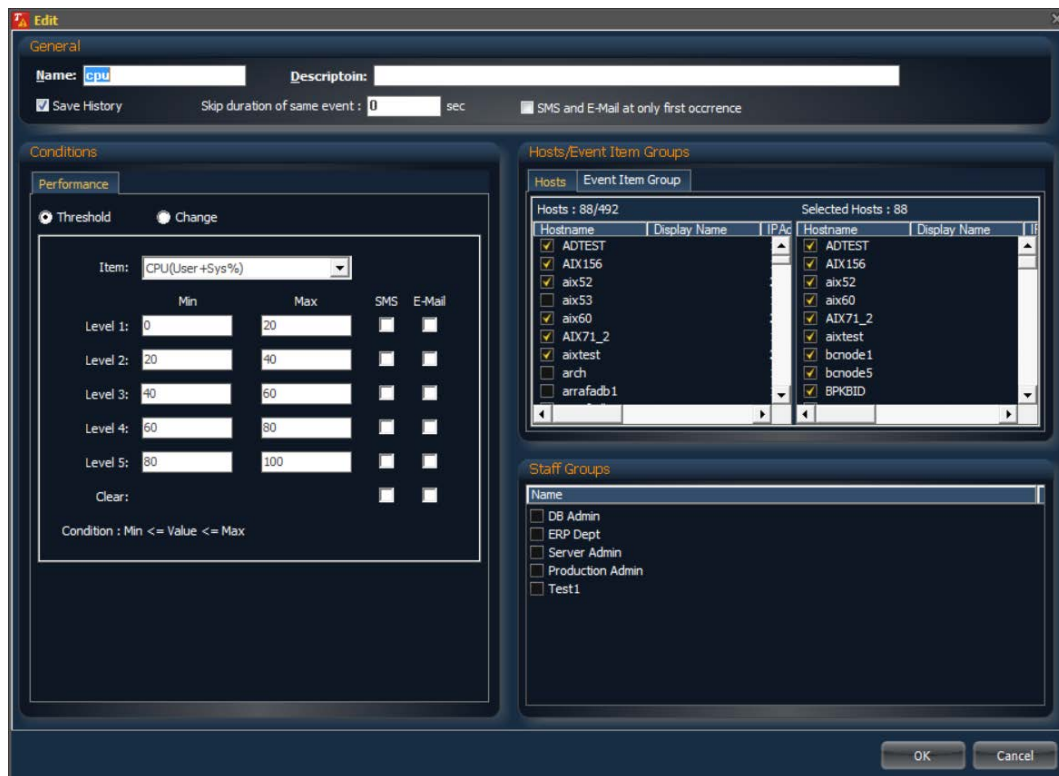 Edit
General
Name: cpu Descriptoin:
Save History Skip duration of same event : 0 sec SMS and E-Mail at only first occrrence
Conditions
Performance
Threshold Change
Item: CPU(User+Sys%)
Min Max SMS E-Mail
Level 1: 0 20
Level 2: 20 40
Level 3: 40 60
Level 4: 60 80
Level 5: 80 100
Clear:
Condition : Min <= Value <= Max
Hosts/Event Item Groups
Hosts Event Item Group
Hosts : 88/492 Selected Hosts : 88
Hostname Display Name Hostname Display Name
ADTEST ADTEST
AIX156 AIX156
aix52 aix52
aix53 aix60
aix60 AIX71_2
AIX71_2 aixtest
aixtest bcnode1
arch bcnode5
arrafadb1 BPKBID
Staff Groups
Name
DB Admin
ERP Dept
Server Admin
Production Admin
Test1
OK Cancel